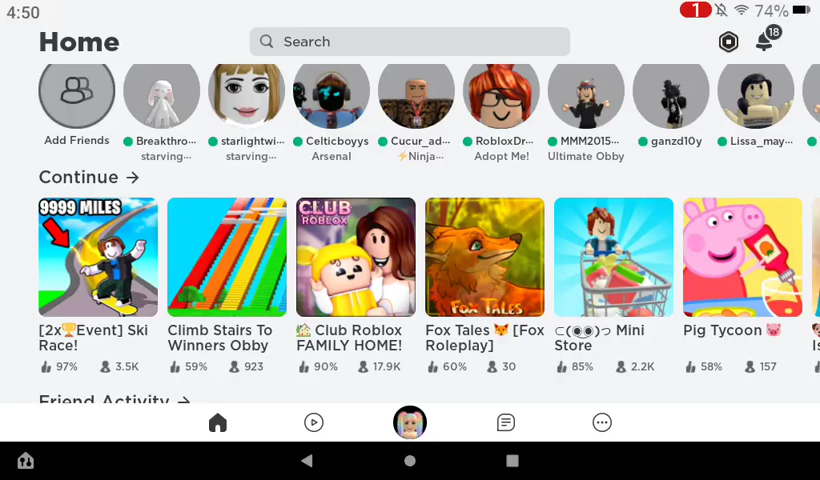 4:50
1
74%
Home
Search
18
Add Friends
Breakthro...
starving...
starlightwi...
starving...
Celticboyys
Arsenal
Cucur_ad...
⚡Ninja...
RobloxDr...
Adopt Me!
MMM2015...
Ultimate Obby
ganzd10y
Lissa_may...
Continue →
9999 MILES
CLUB
ROBLOX
FOX TALES
[2x🏆Event] Ski
Race!
97% 3.5K
Climb Stairs To
Winners Obby
59% 923
🏡 Club Roblox
FAMILY HOME!
90% 17.9K
Fox Tales 🦊 [Fox
Roleplay]
60% 30
⊂(◉‿◉)つ Mini
Store
85% 2.2K
Pig Tycoon 🐷
58% 157
Friend Activity →